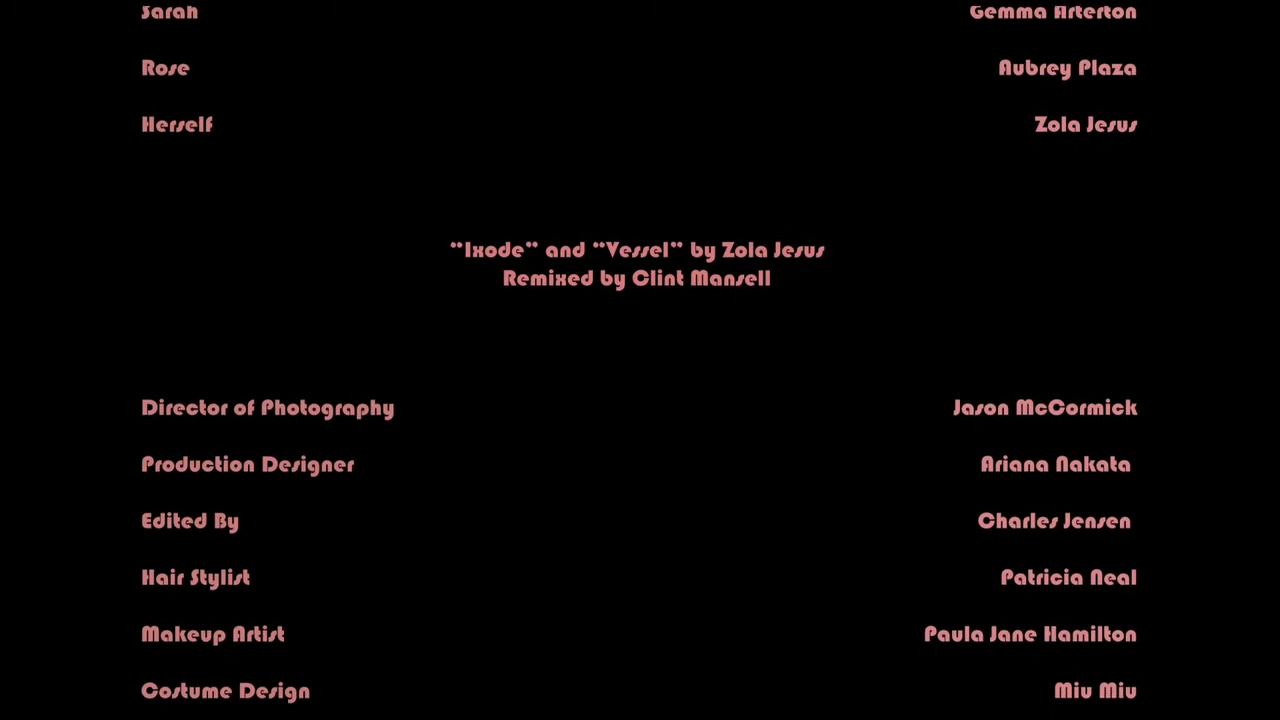 Sarah Gemma Arterton
Rose Aubrey Plaza
Herself Zola Jesus
"Ixode" and "Vessel" by Zola Jesus
Remixed by Clint Mansell
Director of Photography Jason McCormick
Production Designer Ariana Nakata
Edited By Charles Jensen
Hair Stylist Patricia Neal
Makeup Artist Paula Jane Hamilton
Costume Design Miu Miu